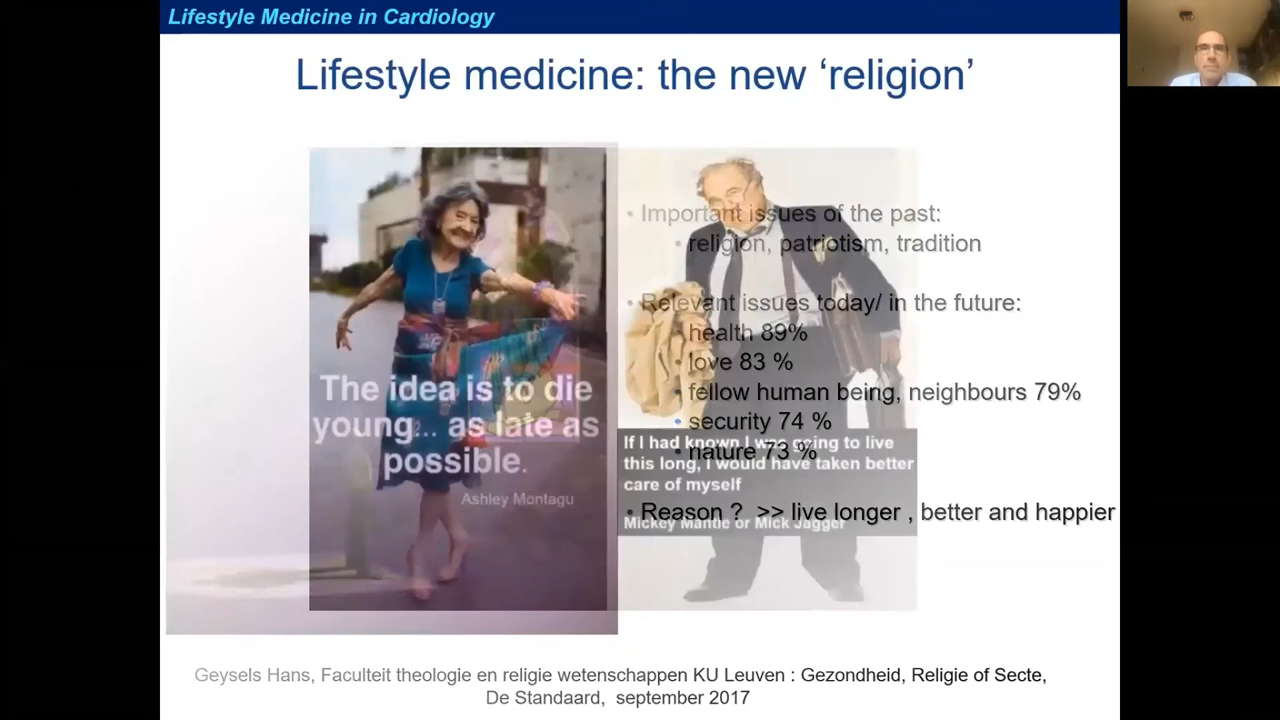 Lifestyle Medicine in Cardiology
Lifestyle medicine: the new ‘religion’
The idea is to die
young... as late as
possible.
Ashley Montagu
• Important issues of the past:
• religion, patriotism, tradition
• Relevant issues today/ in the future:
• health 89%
• love 83 %
• fellow human being, neighbours 79%
• security 74 %
• nature 73 %
• Reason ? >> live longer , better and happier
If I had known I was going to live
this long, I would have taken better
care of myself
Mickey Mantle or Mick Jagger
Geysels Hans, Faculteit theologie en religie wetenschappen KU Leuven : Gezondheid, Religie of Secte,
De Standaard, september 2017